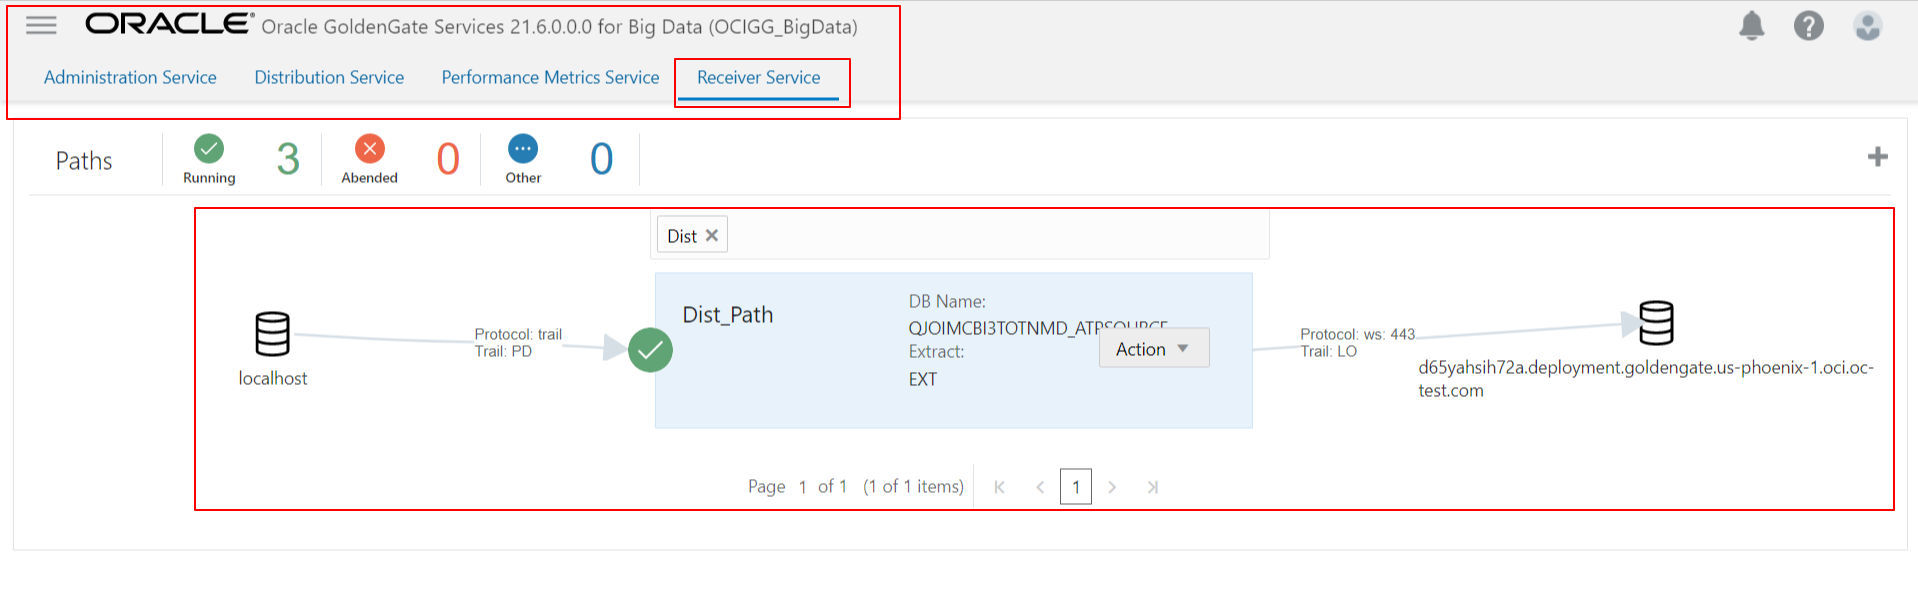 ORACLE Oracle GoldenGate Services 21.6.0.0.0 for Big Data (OCIGG_BigData)
Administration Service Distribution Service Performance Metrics Service Receiver Service
Paths Running 3 Abended 0 Other 0
Dist
Dist_Path
DB Name:
QJOIMCBI3TOTNMD_ATPSOURCE
Extract:
EXT
Action
localhost
Protocol: trail
Trail: PD
Protocol: ws: 443
Trail: LO
d65yahsih72a.deployment.goldengate.us-phoenix-1.oci.oc-
test.com
Page 1 of 1 (1 of 1 items) 1